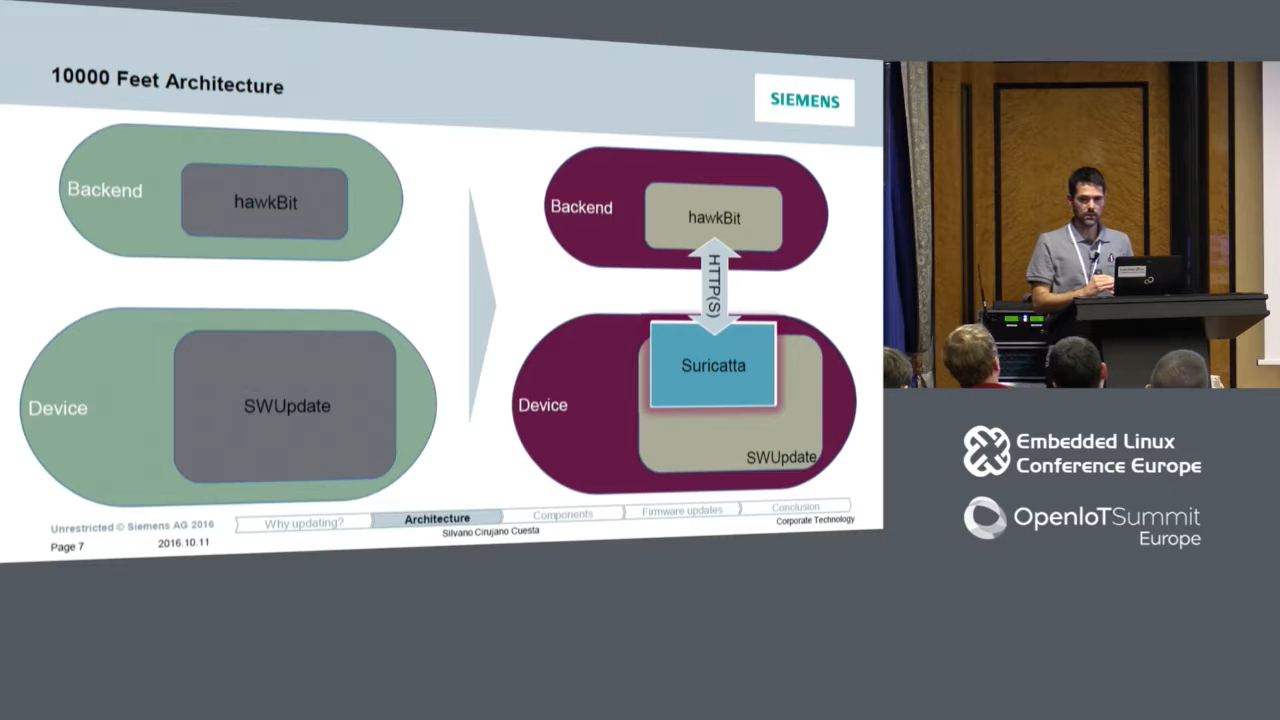 10000 Feet Architecture
SIEMENS
Backend
hawkBit
Device
SWUpdate
Backend
hawkBit
HTTP(S)
Suricatta
Device
SWUpdate
Unrestricted © Siemens AG 2016
Why updating?
Architecture
Components
Firmware updates
Conclusion
Page 7
2016.10.11
Silvano Cirujano Cuesta
Corporate Technology
Embedded Linux
Conference Europe
OpenIoTSummit
Europe